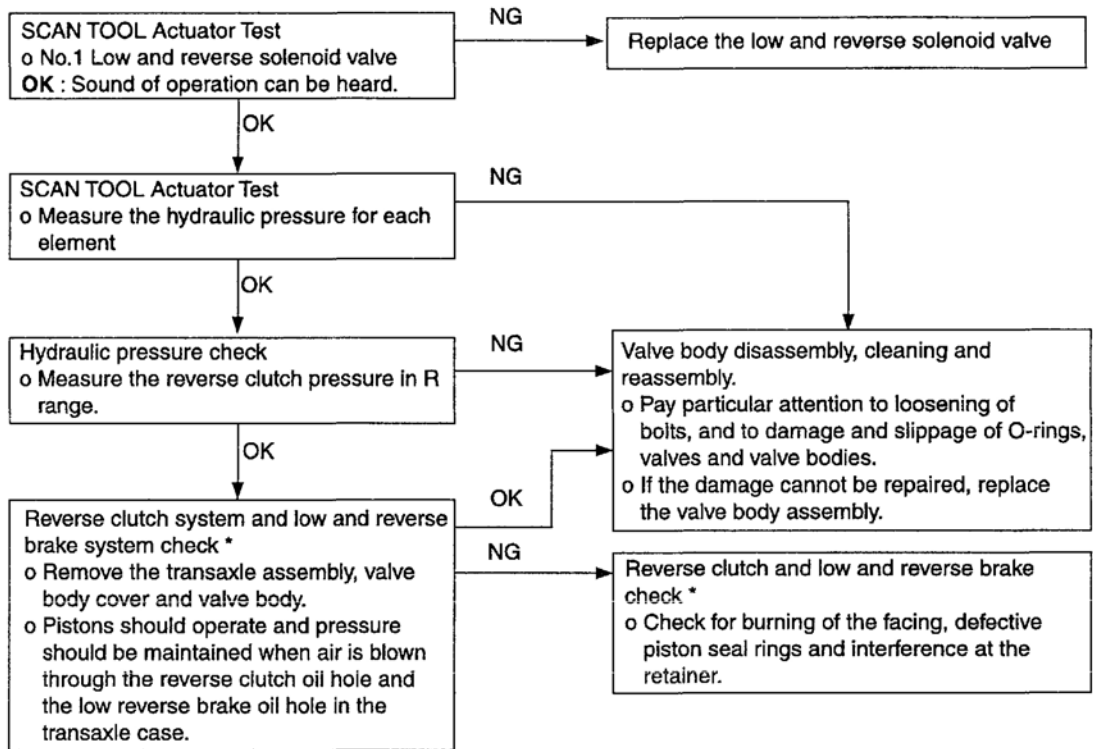 SCAN TOOL Actuator Test
o No.1 Low and reverse solenoid valve
OK : Sound of operation can be heard.
NG
Replace the low and reverse solenoid valve
OK
SCAN TOOL Actuator Test
o Measure the hydraulic pressure for each
element
NG
OK
Hydraulic pressure check
o Measure the reverse clutch pressure in R
range.
NG
Valve body disassembly, cleaning and
reassembly.
o Pay particular attention to loosening of
bolts, and to damage and slippage of O-rings,
valves and valve bodies.
o If the damage cannot be repaired, replace
the valve body assembly.
OK
Reverse clutch system and low and reverse
brake system check *
o Remove the transaxle assembly, valve
body cover and valve body.
o Pistons should operate and pressure
should be maintained when air is blown
through the reverse clutch oil hole and
the low reverse brake oil hole in the
transaxle case.
OK
NG
Reverse clutch and low and reverse brake
check *
o Check for burning of the facing, defective
piston seal rings and interference at the
retainer.